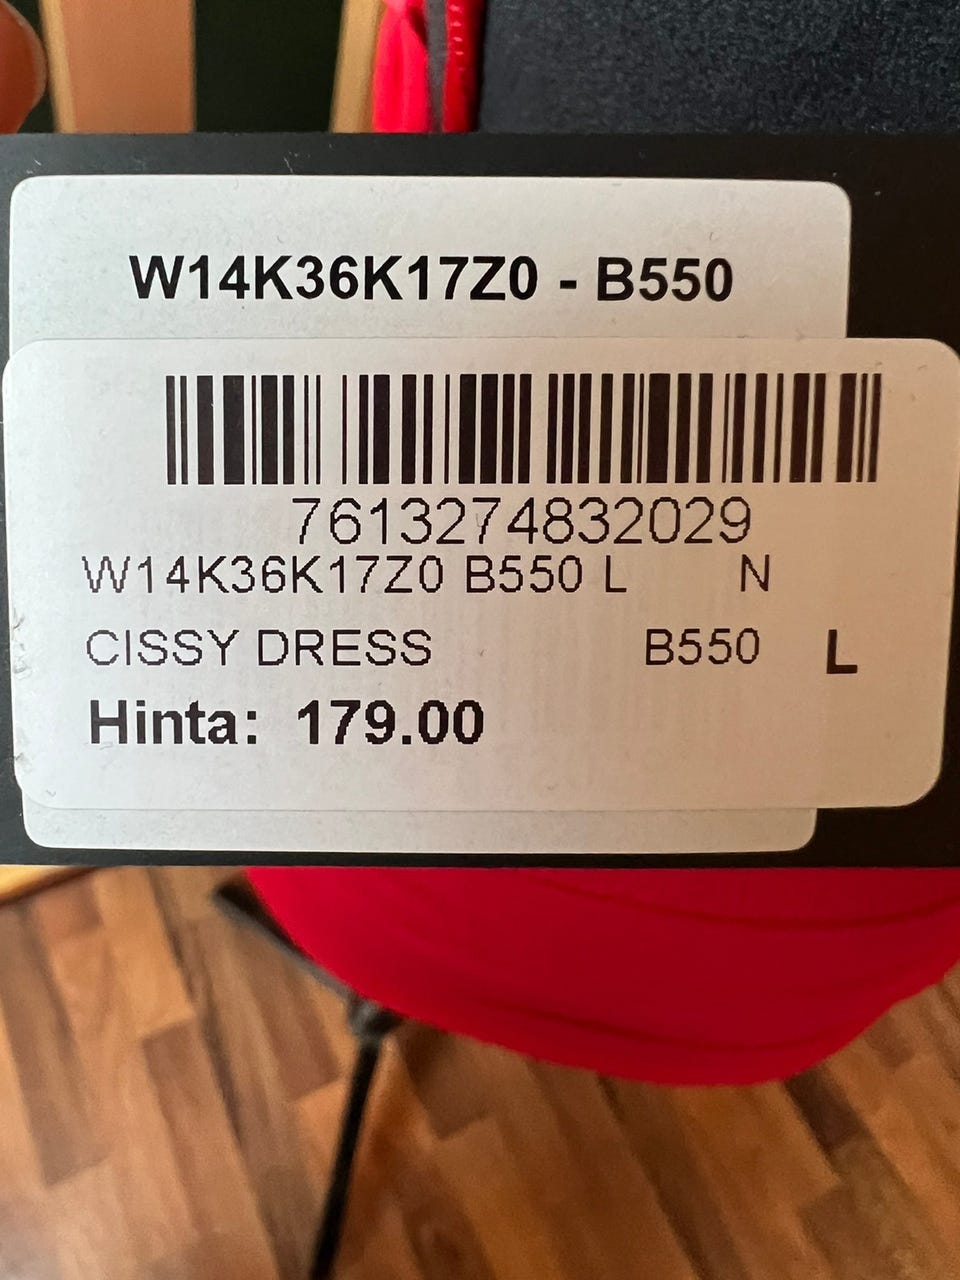 W14K36K17Z0 - B550
7613274832029
W14K36K17Z0 B550 L N
CISSY DRESS B550 L
Hinta: 179.00